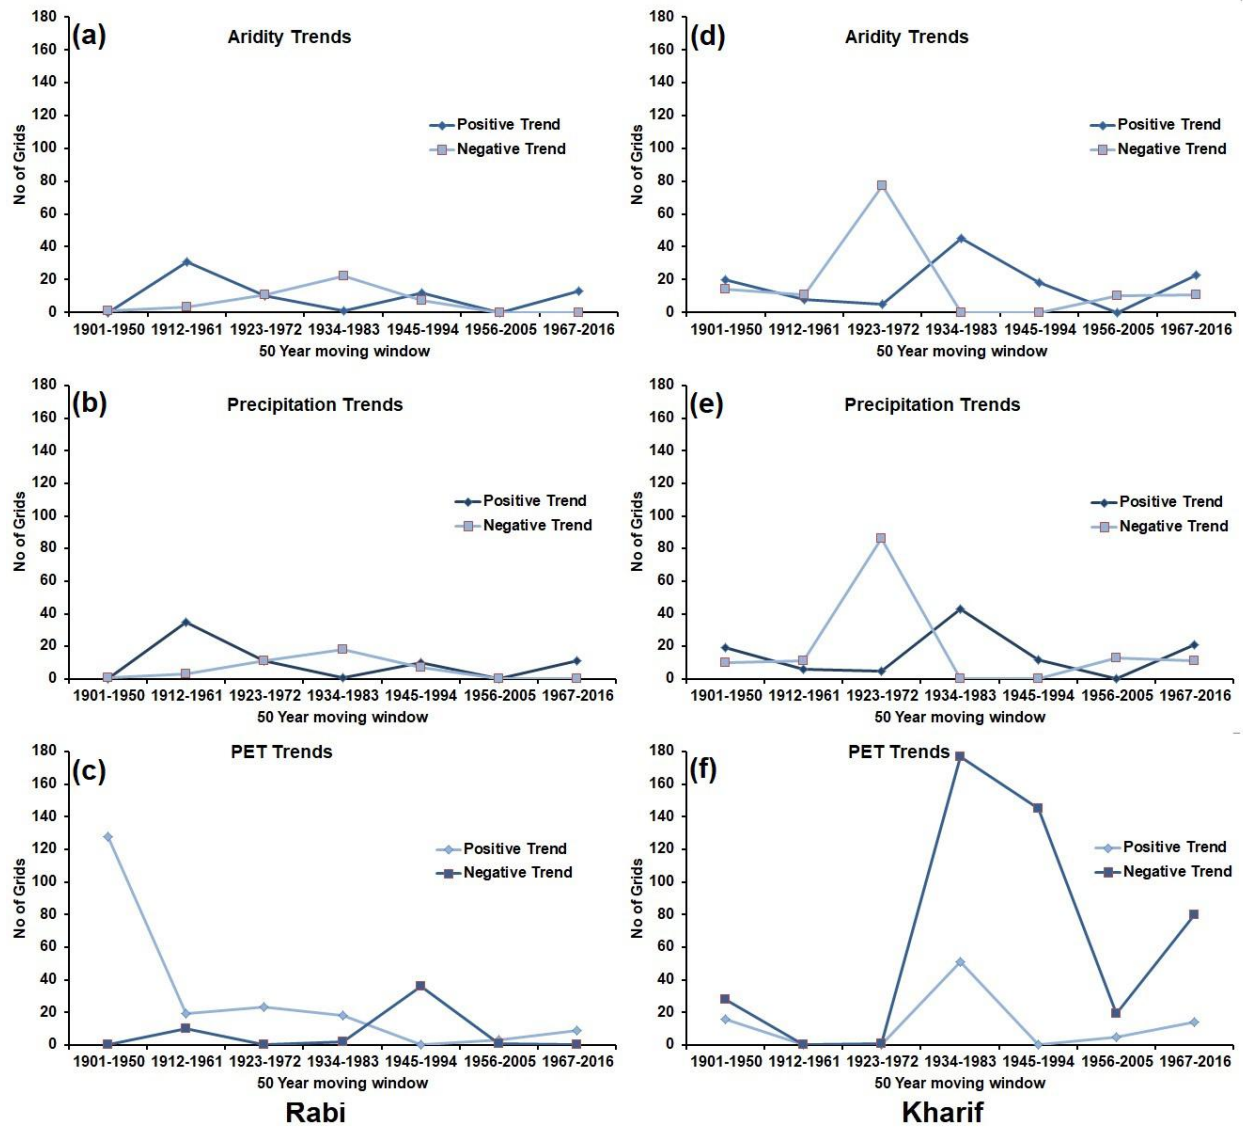 (a)
Aridity Trends
180
160
140
120
100
80
60
40
20
0
No of Grids
Positive Trend
Negative Trend
1901-1950 1912-1961 1923-1972 1934-1983 1945-1994 1956-2005 1967-2016
50 Year moving window
(d)
Aridity Trends
180
160
140
120
100
80
60
40
20
0
No of Grids
Positive Trend
Negative Trend
1901-1950 1912-1961 1923-1972 1934-1983 1945-1994 1956-2005 1967-2016
50 Year moving window
(b)
Precipitation Trends
180
160
140
120
100
80
60
40
20
0
No of Grids
Positive Trend
Negative Trend
1901-1950 1912-1961 1923-1972 1934-1983 1945-1994 1956-2005 1967-2016
50 Year moving window
(e)
Precipitation Trends
180
160
140
120
100
80
60
40
20
0
No of Grids
Positive Trend
Negative Trend
1901-1950 1912-1961 1923-1972 1934-1983 1945-1994 1956-2005 1967-2016
50 Year moving window
(c)
PET Trends
180
160
140
120
100
80
60
40
20
0
No of Grids
Positive Trend
Negative Trend
1901-1950 1912-1961 1923-1972 1934-1983 1945-1994 1956-2005 1967-2016
50 Year moving window
Rabi
(f)
PET Trends
180
160
140
120
100
80
60
40
20
0
No of Grids
Positive Trend
Negative Trend
1901-1950 1912-1961 1923-1972 1934-1983 1945-1994 1956-2005 1967-2016
50 Year moving window
Kharif